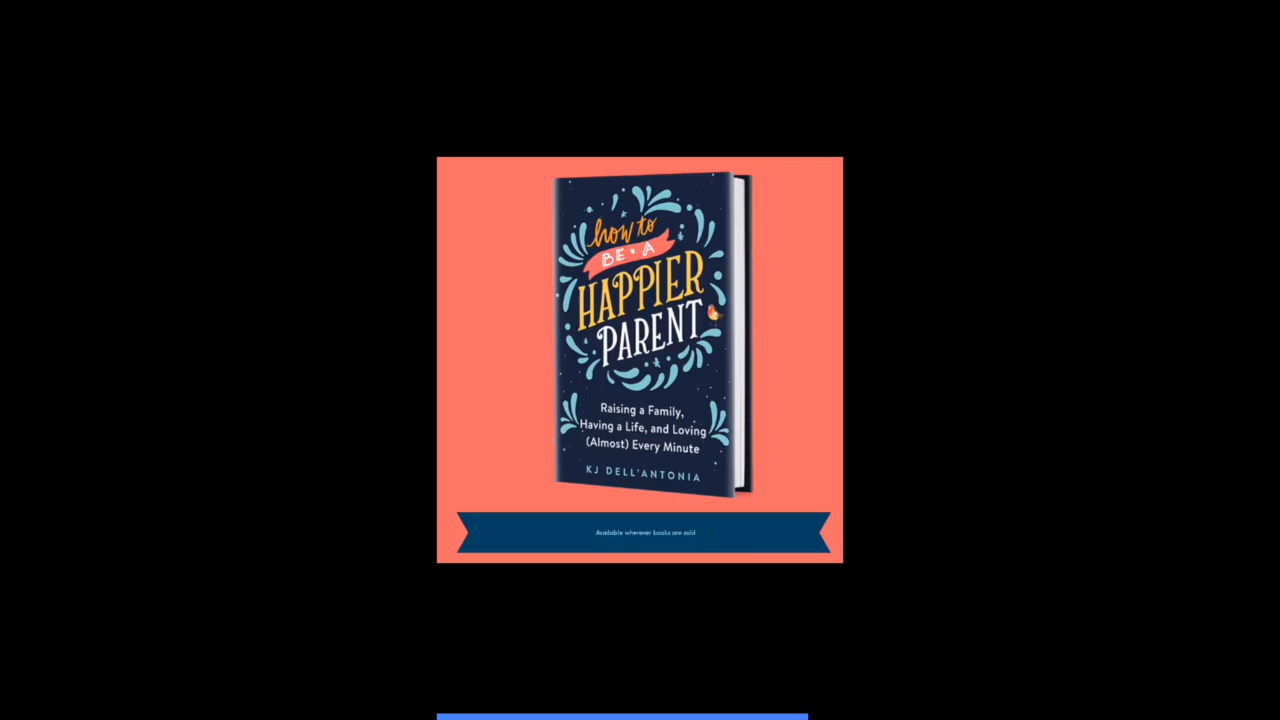 how to
BE • A
HAPPIER
PARENT
Raising a Family,
Having a Life, and Loving
(Almost) Every Minute
KJ DELL'ANTONIA
Available wherever books are sold